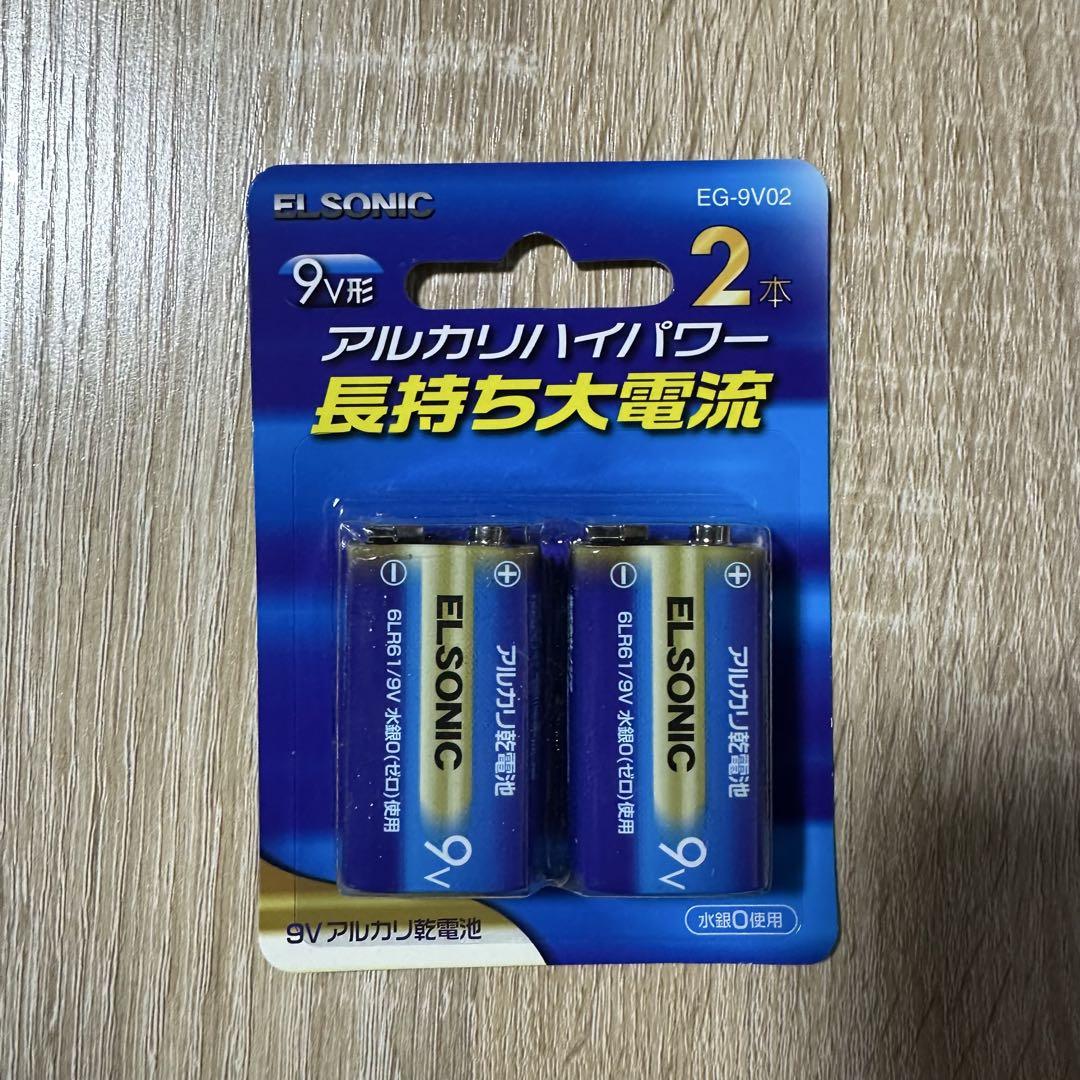 ELSONIC
EG-9V02
9V形
2本
アルカリハイパワー
長持ち大電流
アルカリ乾電池
ELSONIC
6LR61/9V 水銀0(ゼロ)使用
9V
アルカリ乾電池
ELSONIC
6LR61/9V 水銀0(ゼロ)使用
9V
9V アルカリ乾電池
水銀0使用